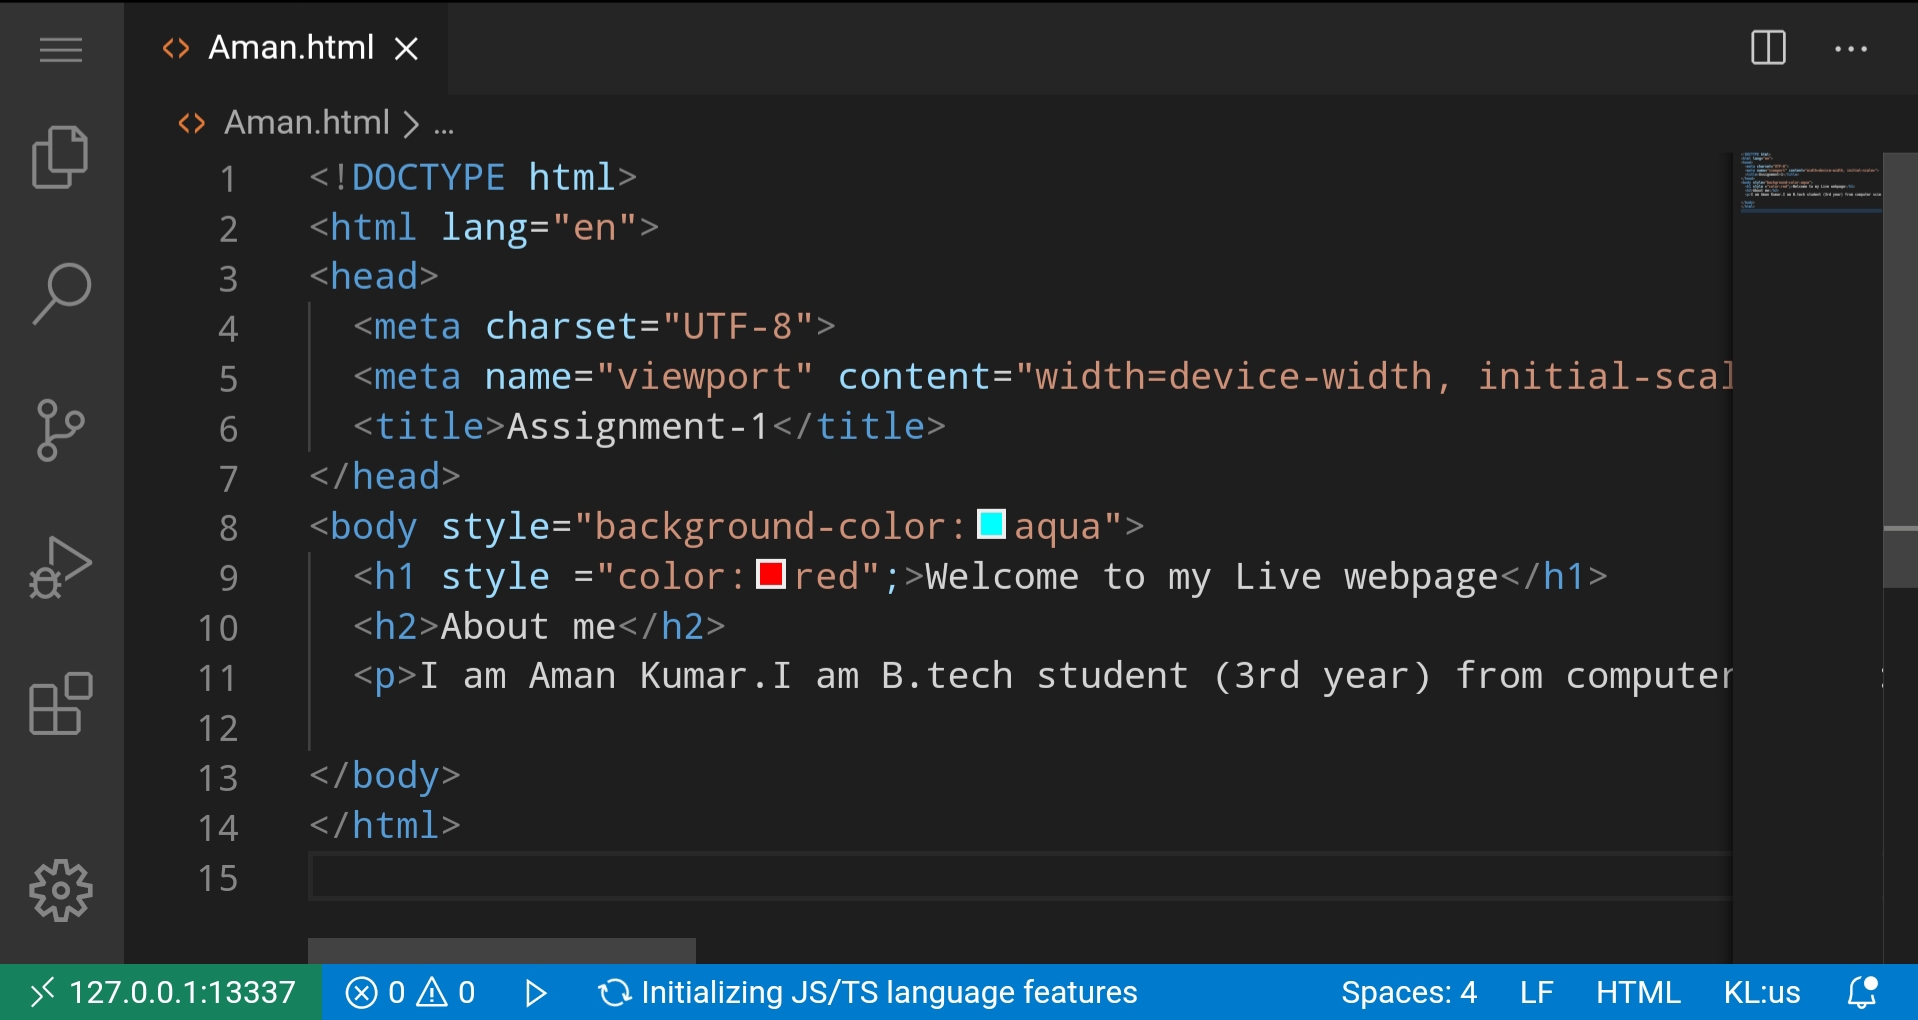 Aman.html
Aman.html > ...
1 <!DOCTYPE html>
2 <html lang="en">
3 <head>
4 <meta charset="UTF-8">
5 <meta name="viewport" content="width=device-width, initial-scal
6 <title>Assignment-1</title>
7 </head>
8 <body style="background-color:aqua">
9 <h1 style ="color:red";>Welcome to my Live webpage</h1>
10 <h2>About me</h2>
11 <p>I am Aman Kumar.I am B.tech student (3rd year) from computer
12
13 </body>
14 </html>
15
127.0.0.1:13337 0 0 Initializing JS/TS language features Spaces: 4 LF HTML KL:us